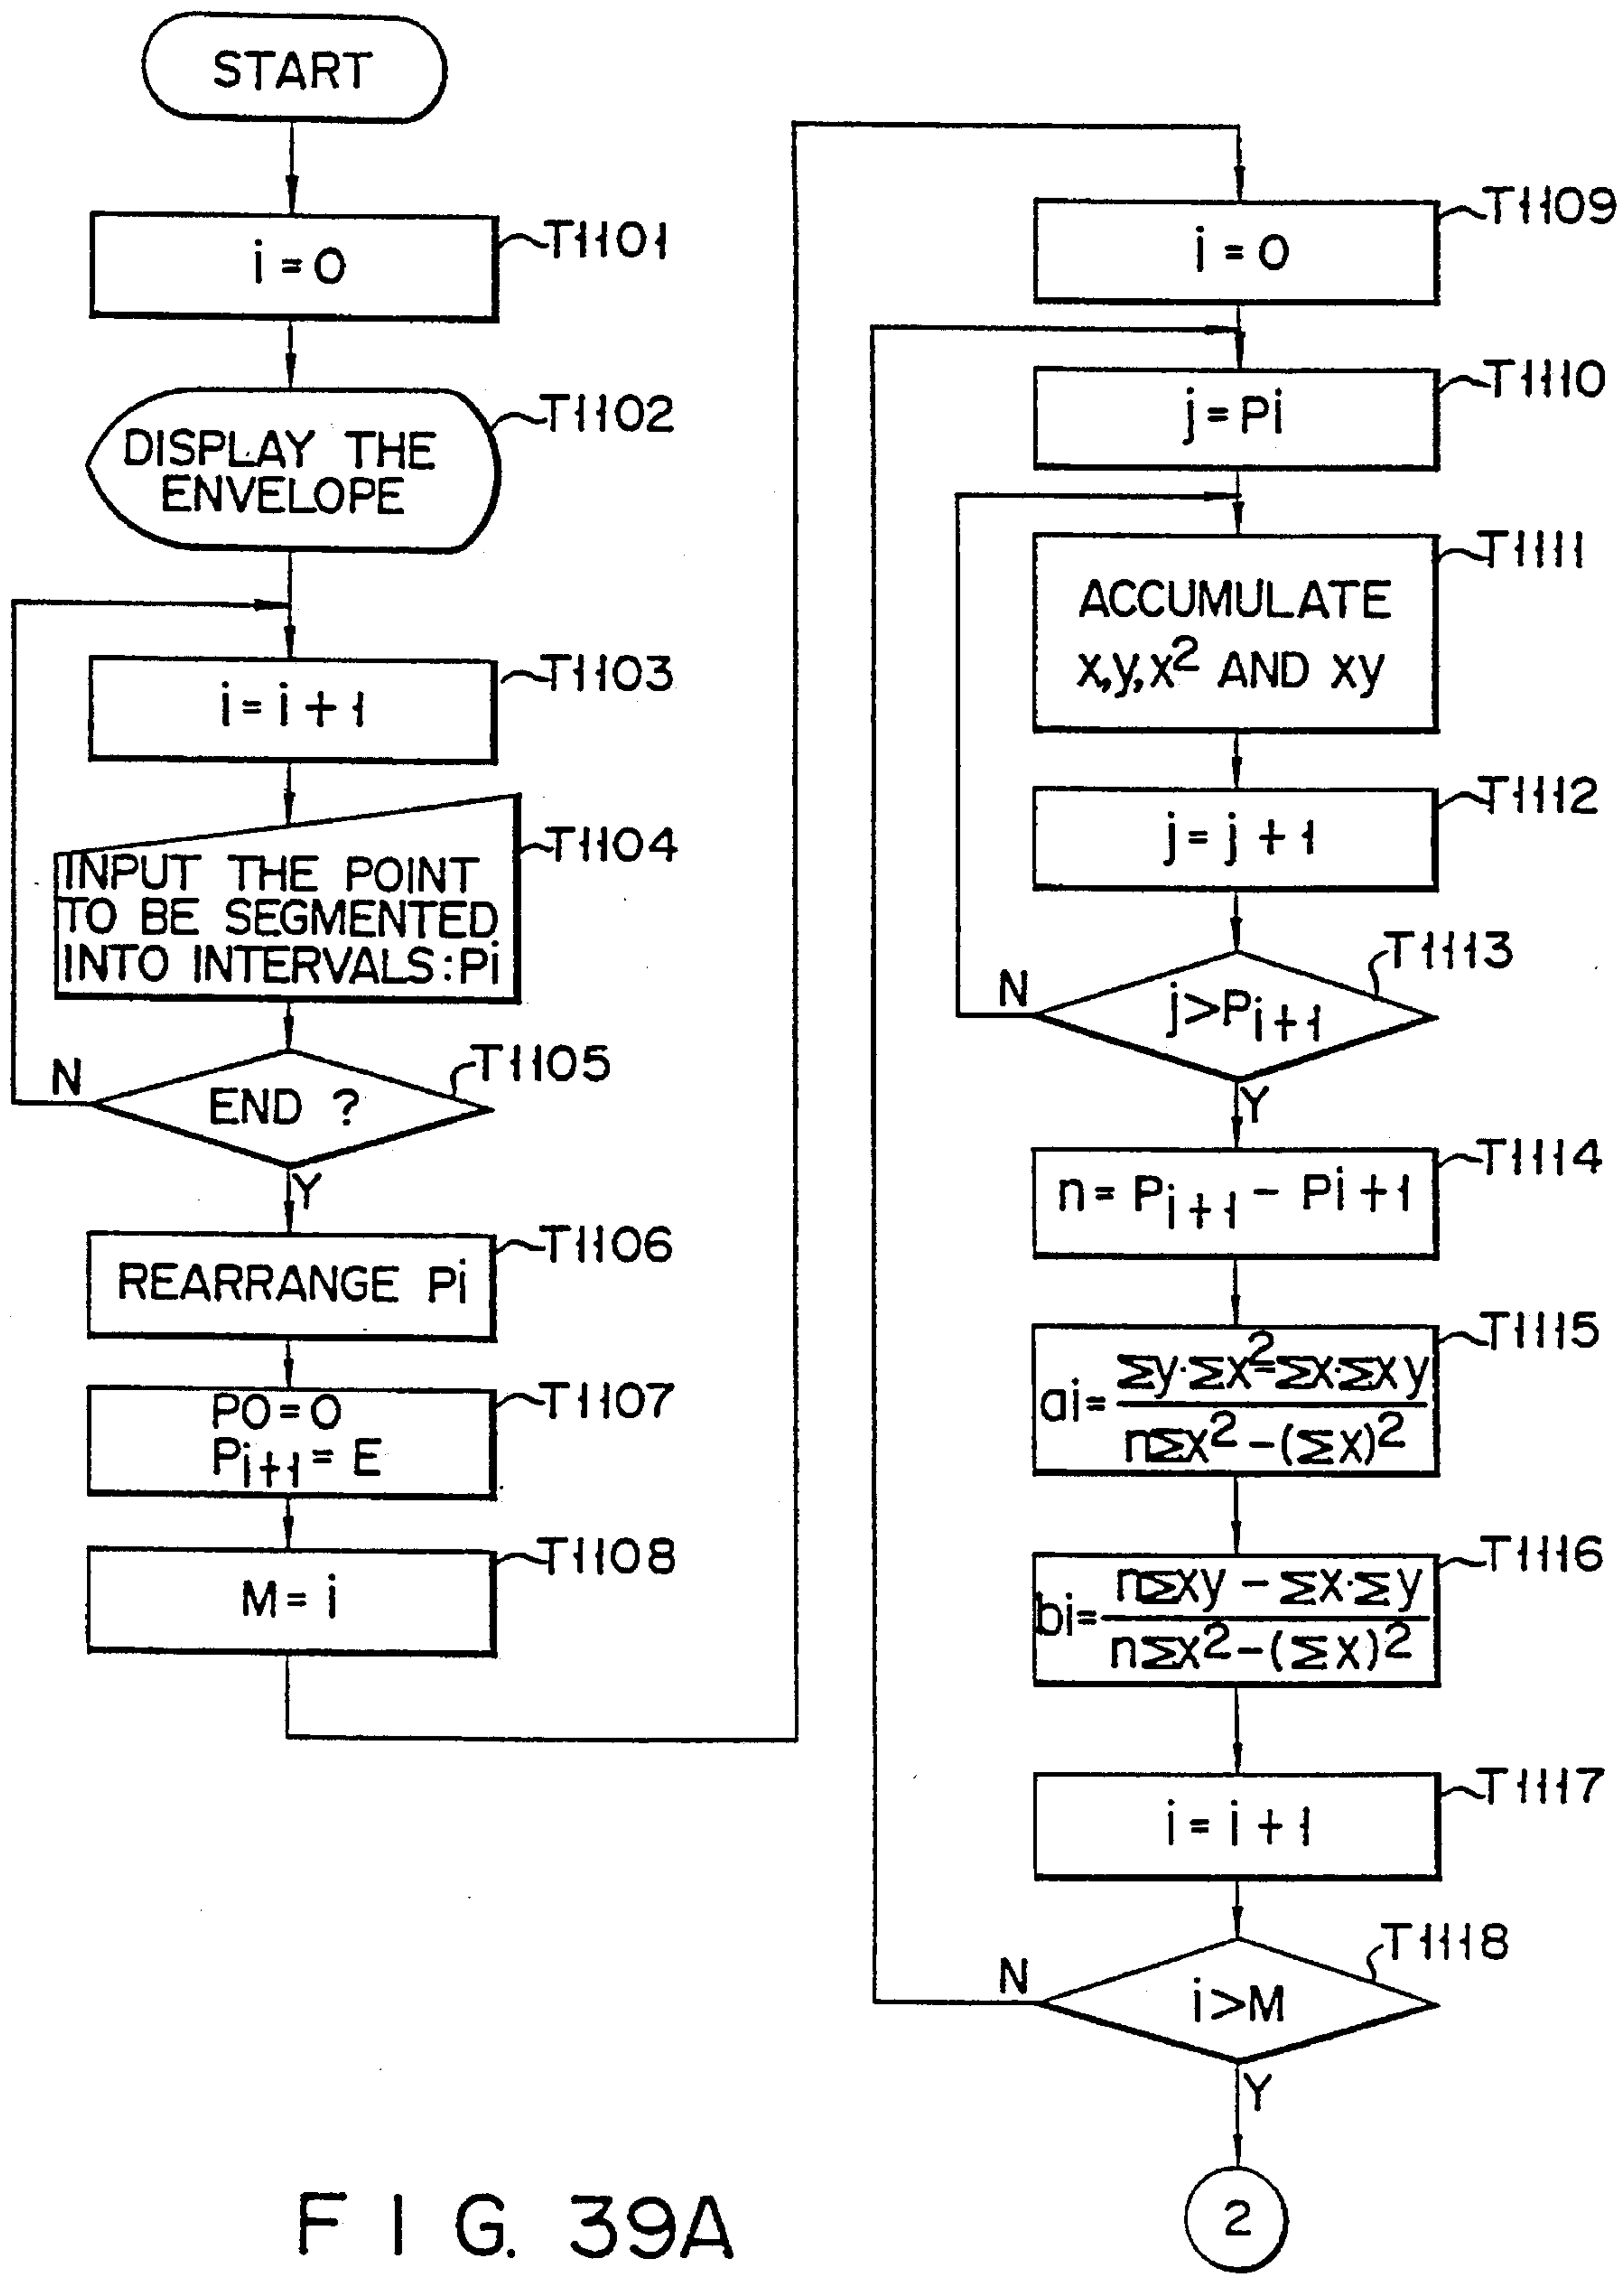 START
i = 0
T1101
DISPLAY THE
ENVELOPE
T1102
i = i + 1
T1103
INPUT THE POINT
TO BE SEGMENTED
INTO INTERVALS : Pi
T1104
END ?
T1105
N
Y
REARRANGE Pi
T1106
P0 = 0
Pi+1 = E
T1107
M = i
T1108
i = 0
T1109
j = Pi
T1110
ACCUMULATE
x, y, x² AND xy
T1111
j = j + 1
T1112
j > Pi+1
T1113
N
Y
n = Pi+1 - Pi + 1
T1114
ai = Σy·Σx² = Σx·Σxy / nΣx² - (Σx)²
T1115
bi = nΣxy - Σx·Σy / nΣx² - (Σx)²
T1116
i = i + 1
T1117
i > M
T1118
N
Y
2
FIG. 39A